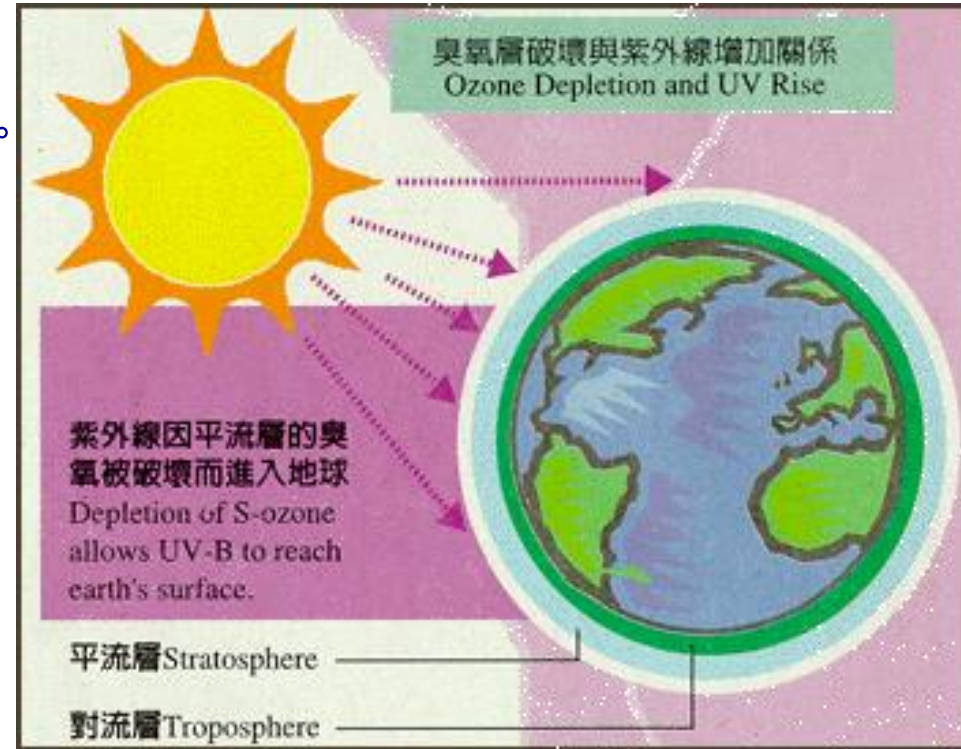 臭氧層破壞與紫外線增加關係
Ozone Depletion and UV Rise
。
紫外線因平流層的臭
氧被破壞而進入地球
Depletion of S-ozone
allows UV-B to reach
earth's surface.
平流層Stratosphere
對流層Troposphere